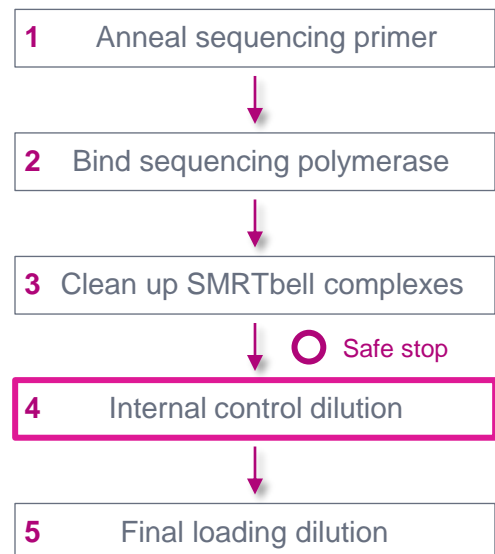 1 Anneal sequencing primer
2 Bind sequencing polymerase
3 Clean up SMRTbell complexes
Safe stop
4 Internal control dilution
5 Final loading dilution